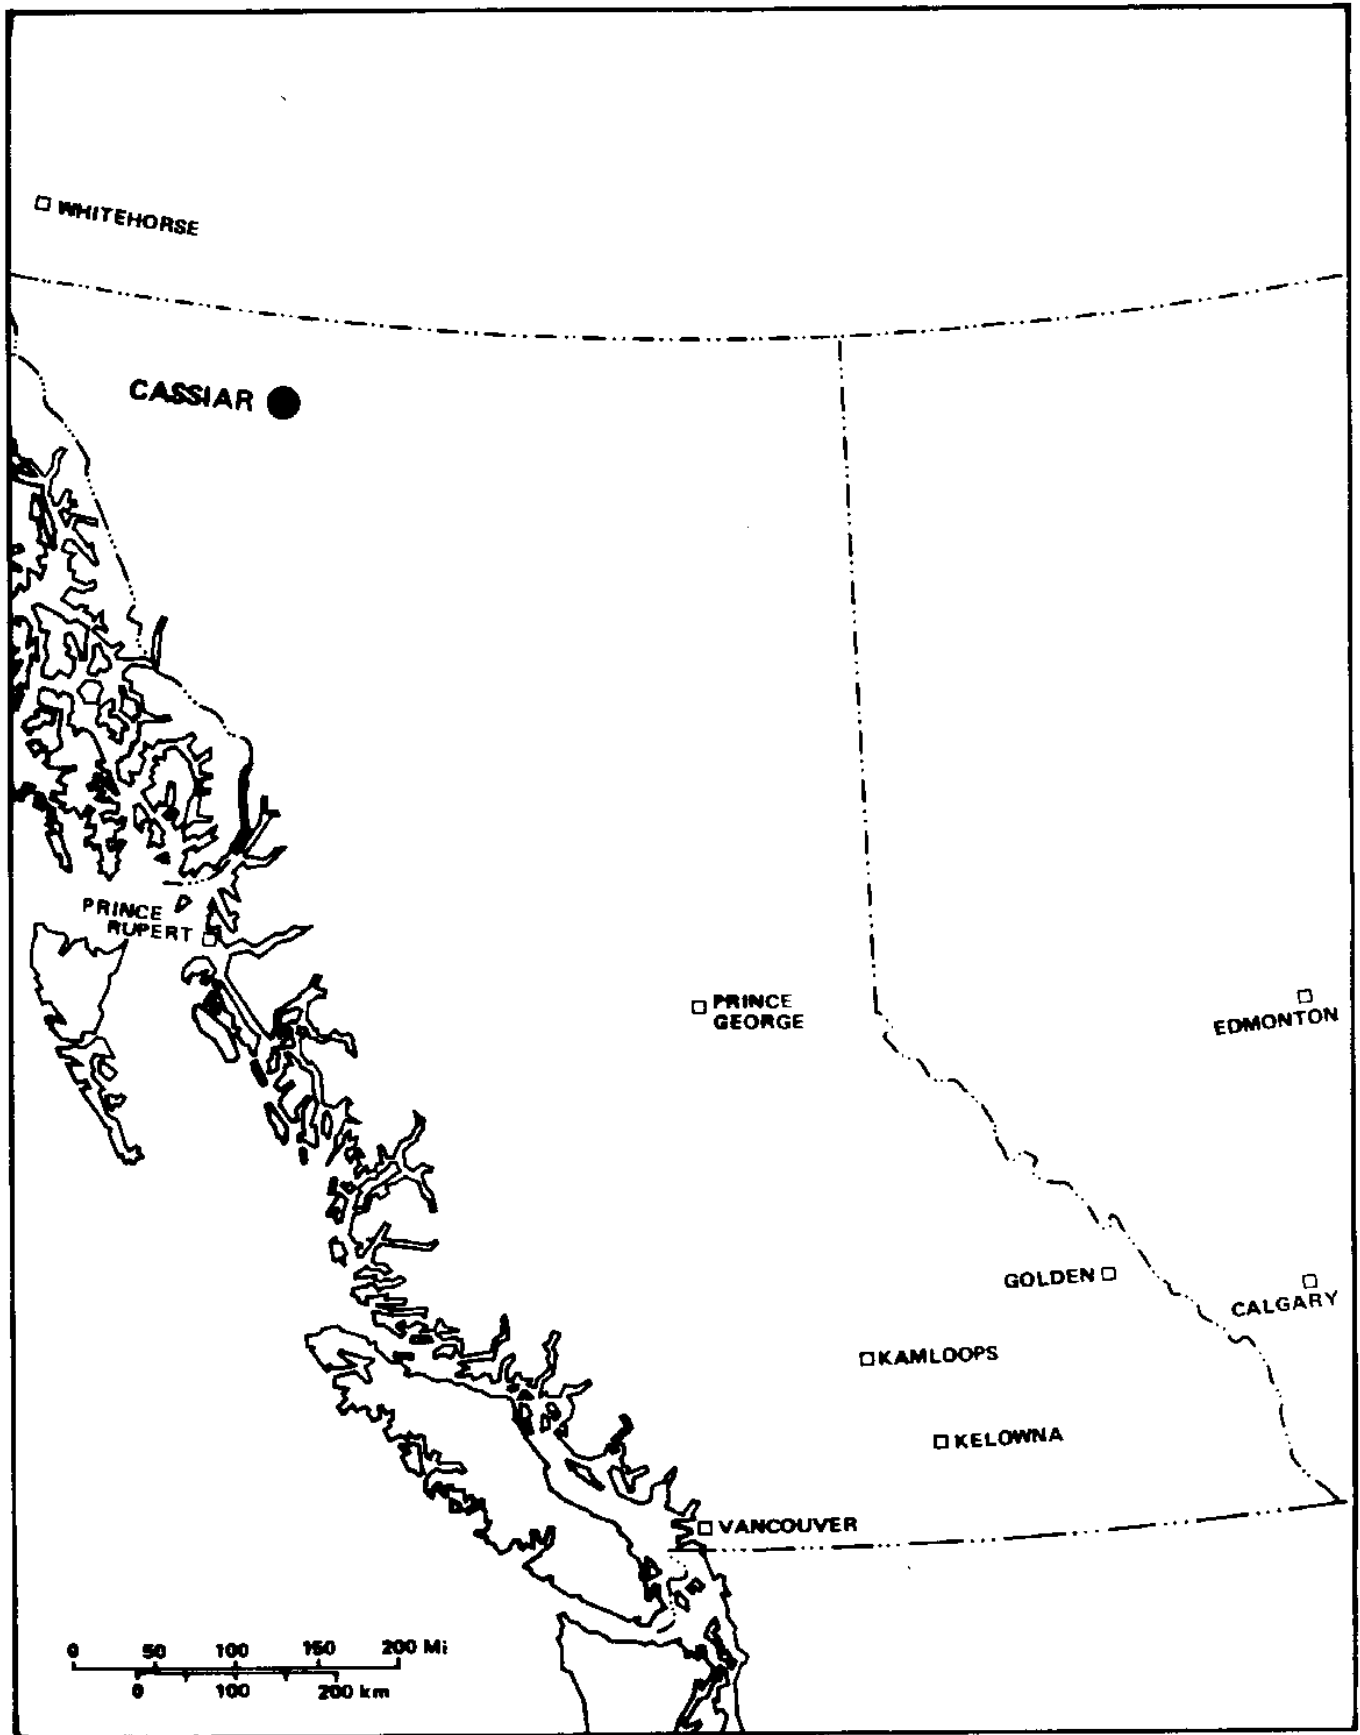 WHITEHORSE
CASSIAR
PRINCE
RUPERT
PRINCE
GEORGE
EDMONTON
GOLDEN
CALGARY
KAMLOOPS
KELOWNA
VANCOUVER
0 50 100 150 200 Mi
0 100 200 km